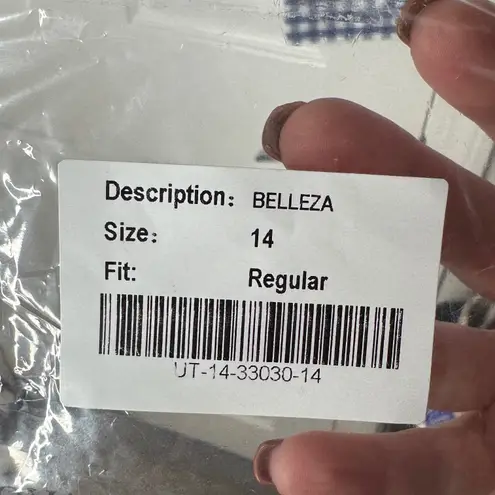 Description: BELLEZA
Size: 14
Fit: Regular
UT-14-33030-14